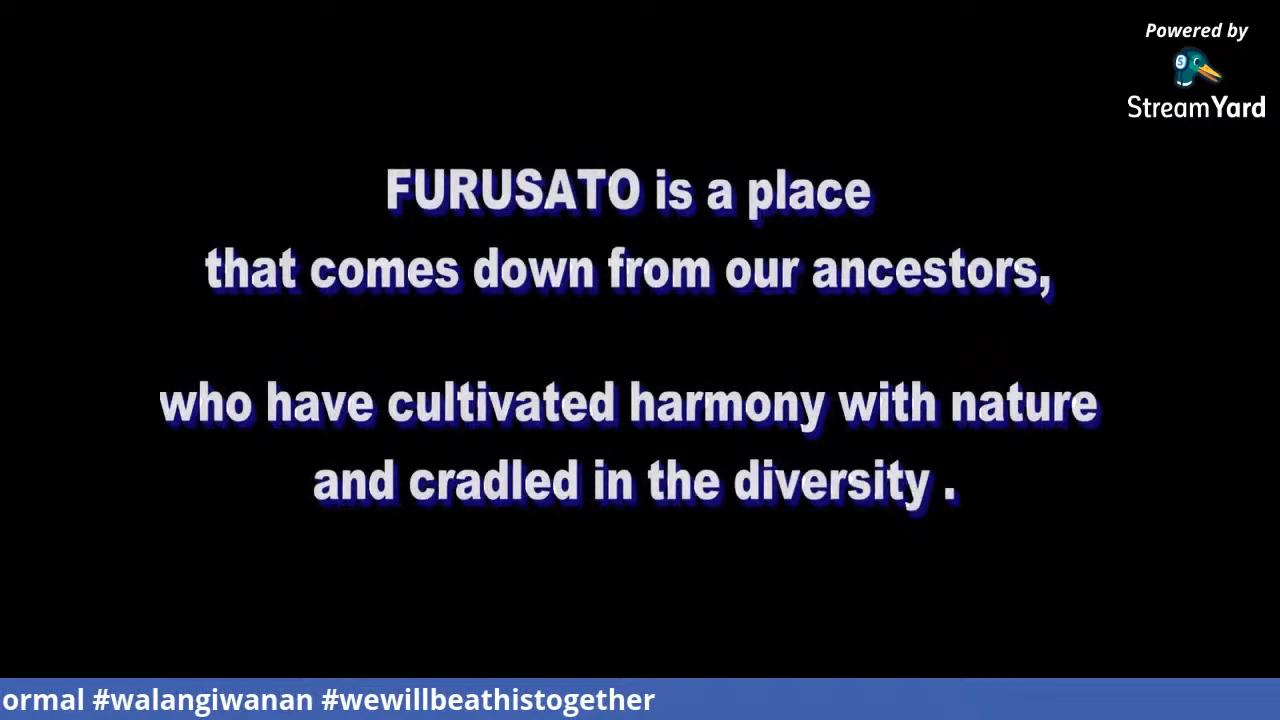 Powered by
StreamYard
FURUSATO is a place
that comes down from our ancestors,
who have cultivated harmony with nature
and cradled in the diversity .
ormal #walangiwanan #wewillbeathistogether